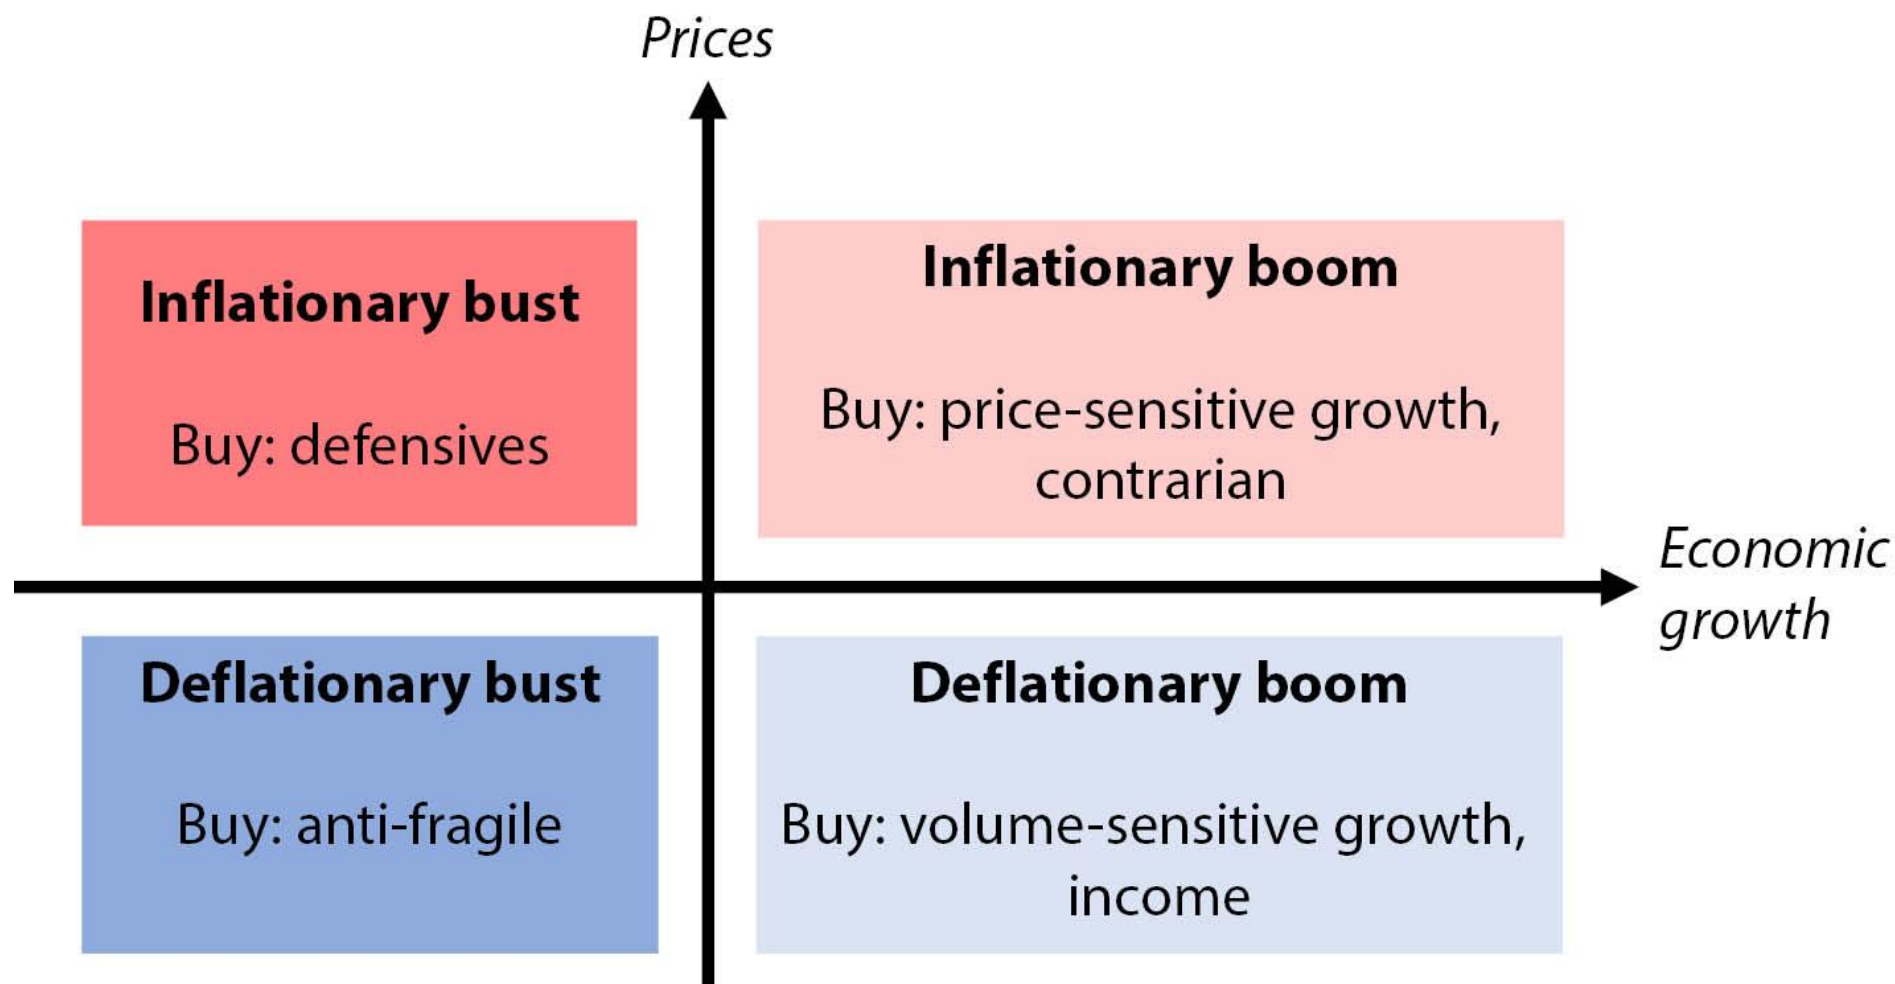 Prices
Inflationary bust
Buy: defensives
Inflationary boom
Buy: price-sensitive growth,
contrarian
Economic
growth
Deflationary bust
Buy: anti-fragile
Deflationary boom
Buy: volume-sensitive growth,
income